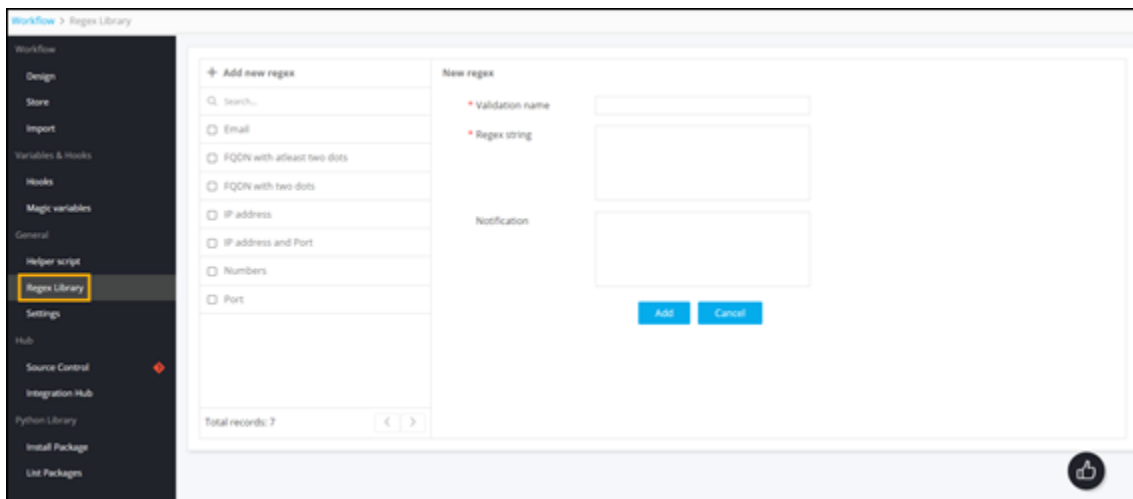 Workflow > Regex Library
Workflow
Design
Store
Import
Variables & Hooks
Hooks
Magic variables
General
Helper script
Regex Library
Settings
Hub
Source Control
Integration Hub
Python Library
Install Package
List Packages
+ Add new regex
Search...
Email
FQDN with atleast two dots
FQDN with two dots
IP address
IP address and Port
Numbers
Port
Total records: 7
< >
New regex
* Validation name
* Regex string
Notification
Add Cancel